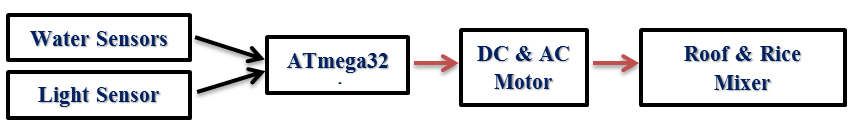 Water Sensors
Light Sensor
ATmega32
.
DC & AC
Motor
Roof & Rice
Mixer